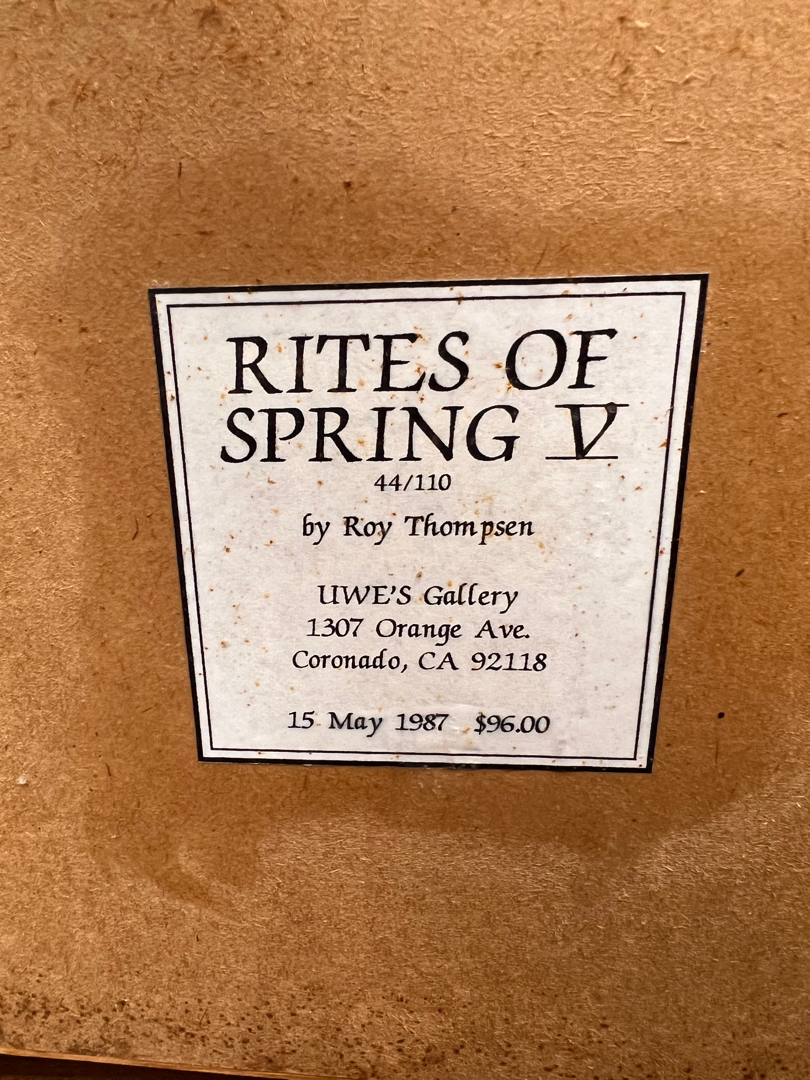 RITES OF
SPRING V
44/110
by Roy Thompsen
UWE'S Gallery
1307 Orange Ave.
Coronado, CA 92118
15 May 1987 $96.00